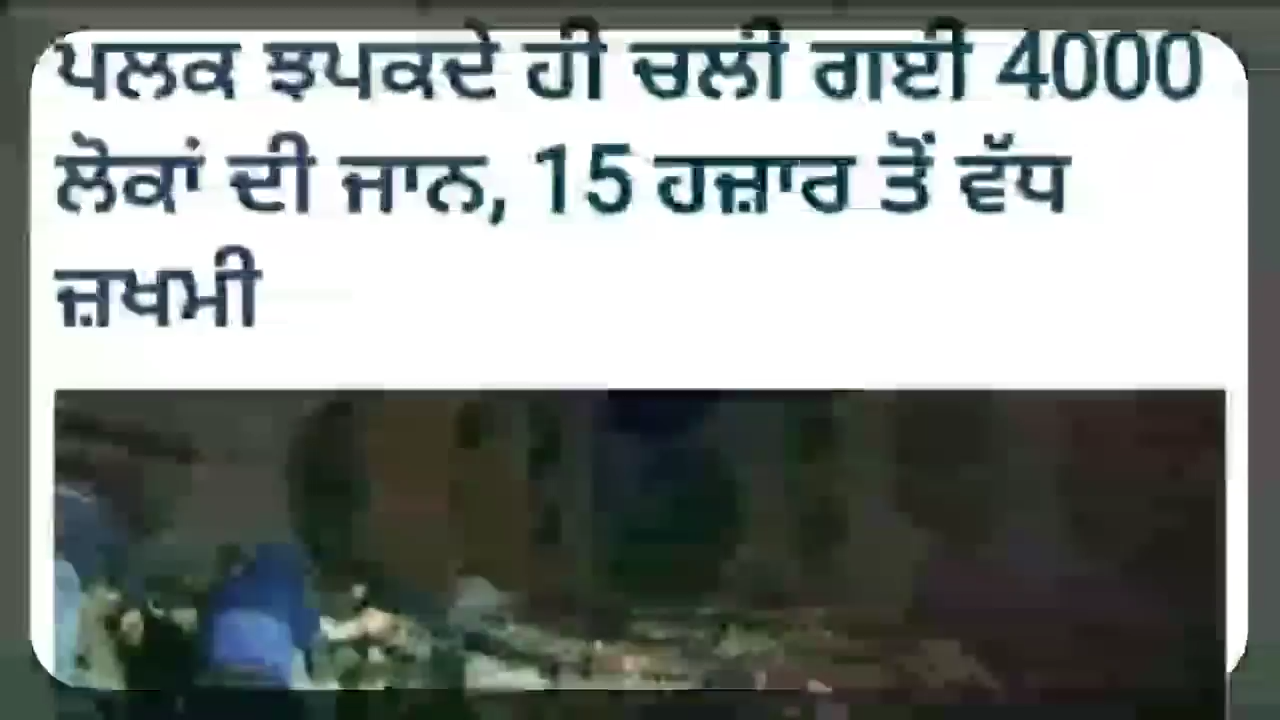 ਪਲਕ ਝਪਕਦੇ ਹੀ ਚਲੀ ਗਈ 4000
ਲੋਕਾਂ ਦੀ ਜਾਨ, 15 ਹਜ਼ਾਰ ਤੋਂ ਵੱਧ
ਜ਼ਖਮੀ